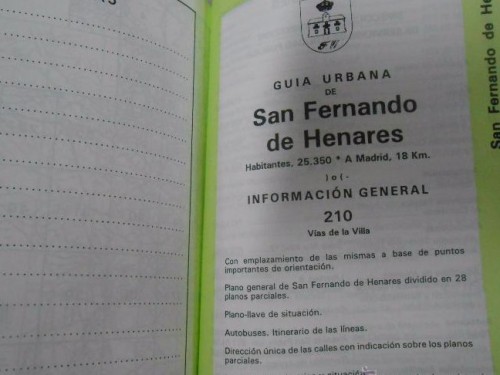 GUIA URBANA
DE
San Fernando
de Henares
Habitantes, 25.350 * A Madrid, 18 Km.
) o ( -
INFORMACIÓN GENERAL
210
Vías de la Villa
Con emplazamiento de las mismas a base de puntos
importantes de orientación.
Plano general de San Fernando de Henares dividido en 28
planos parciales.
Plano-llave de situación.
Autobuses. Itinerario de las líneas.
Dirección única de las calles con indicación sobre los planos
parciales.
San Fernando de He